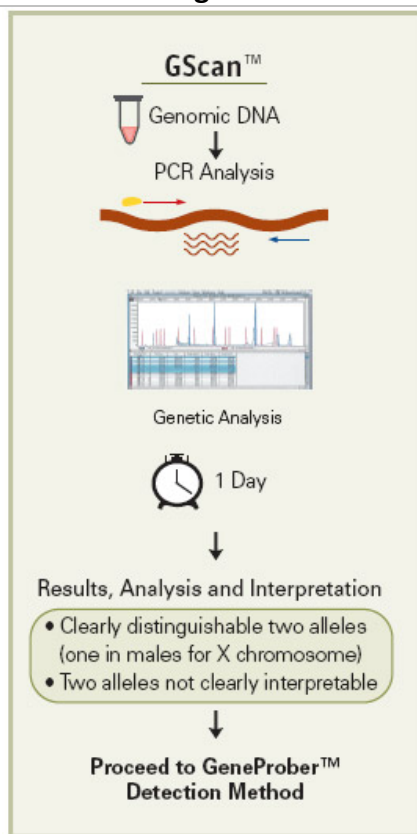 GScan™
Genomic DNA
PCR Analysis
Genetic Analysis
1 Day
Results, Analysis and Interpretation
• Clearly distinguishable two alleles
(one in males for X chromosome)
• Two alleles not clearly interpretable
Proceed to GeneProber™
Detection Method